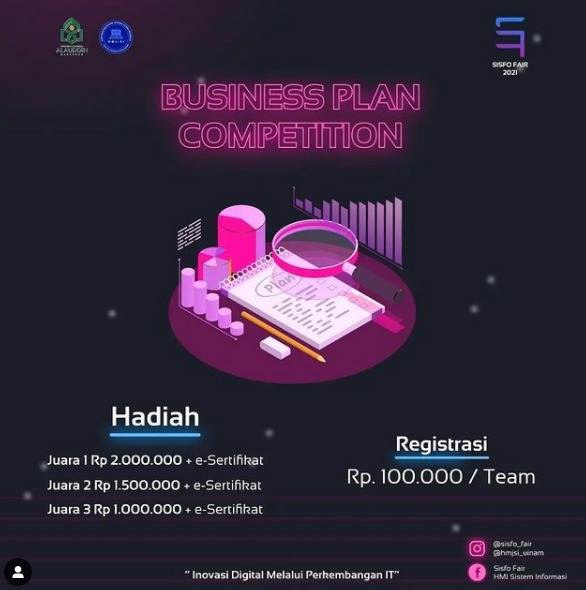 ALAUDDIN
SISFO FAIR
2021
BUSINESS PLAN
COMPETITION
Plan
Hadiah
Juara 1 Rp 2.000.000 + e-Sertifikat
Juara 2 Rp 1.500.000 + e-Sertifikat
Juara 3 Rp 1.000.000 + e-Sertifikat
Registrasi
Rp. 100.000 / Team
@sisfo_fair
@hmjsi_uinam
Sisfo Fair
HMJ Sistem Informasi
" Inovasi Digital Melalui Perkembangan IT"